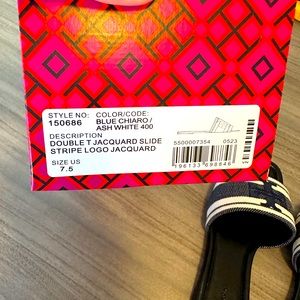 STYLE NO: COLOR/CODE:
150686 BLUE CHIARO /
ASH WHITE 400
DESCRIPTION
DOUBLE T JACQUARD SLIDE
STRIPE LOGO JACQUARD
SIZE US
7.5
5500007354 0523
196133698646